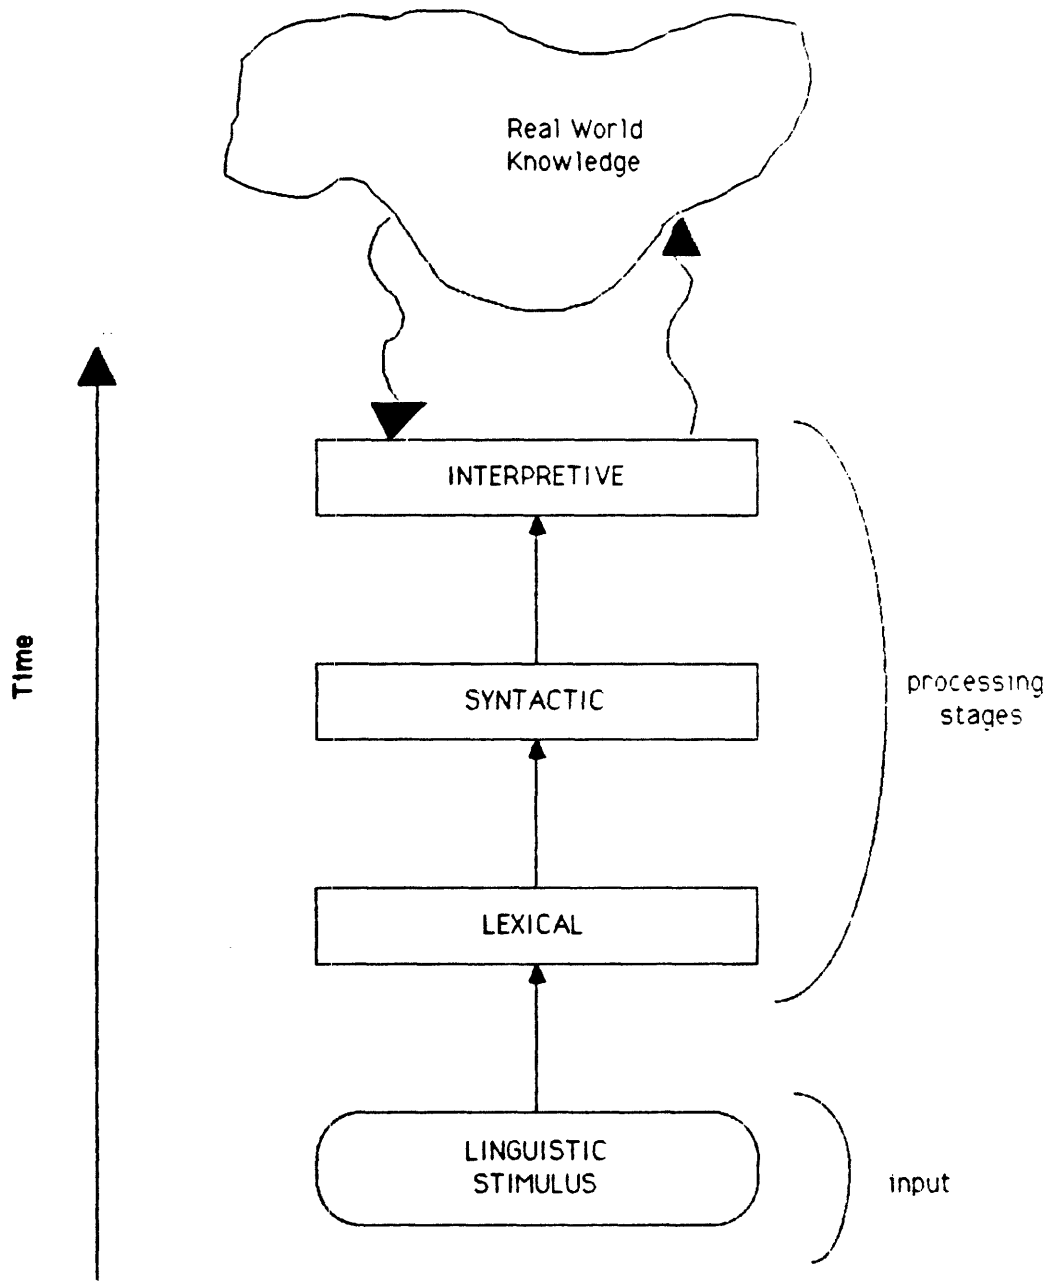 Real World
Knowledge
INTERPRETIVE
Time
SYNTACTIC
processing
stages
LEXICAL
LINGUISTIC
STIMULUS
input